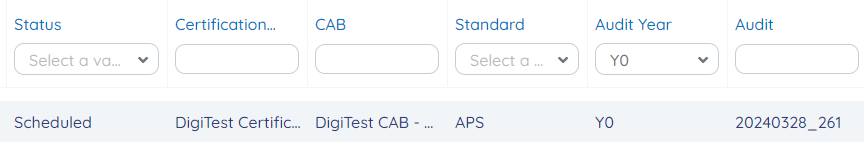 Status Certification... CAB Standard Audit Year Audit
Select a va... Select a ... Y0
Scheduled DigiTest Certific... DigiTest CAB - ... APS Y0 20240328_261